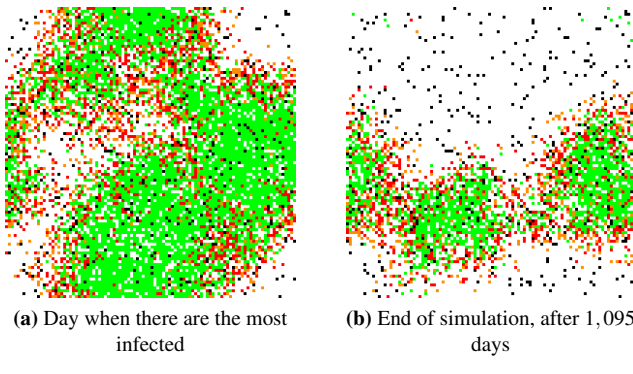 (a) Day when there are the most
infected
(b) End of simulation, after 1,095
days